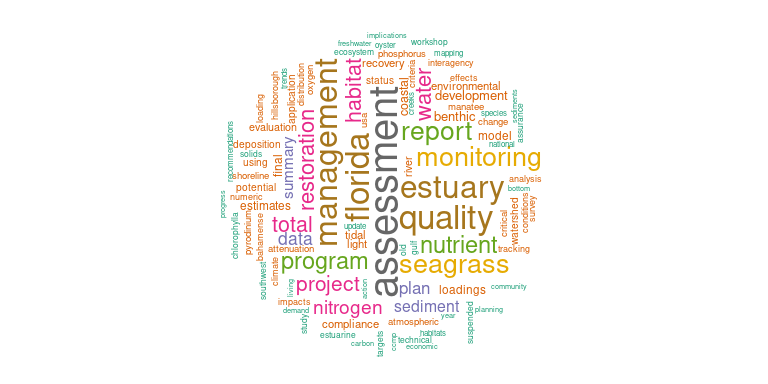 implications
freshwater oyster workshop
ecosystem phosphorus mapping
recovery criteria interagency
trends distribution oxygen status effects
habitat coastal water environmental
hillsborough application creeks development
loading management usa manatee
assessment benthic species sediments assurance
evaluation report change
recommendations restoration florida model national
deposition summary
solids using final river monitoring
shoreline analysis
potential estuary bottom
numeric
progress estimates quality critical watershed conditions survey
total update
chlorophylla pyrodinium bahamense data tidal old gulf nutrient
attenuation light tracking
program seagrass
southwest climate
living project action plan loadings community
impacts nitrogen sediment
demand suspended planning
study compliance atmospheric year
estuarine habitats
carbon targets ccmp technical
economic